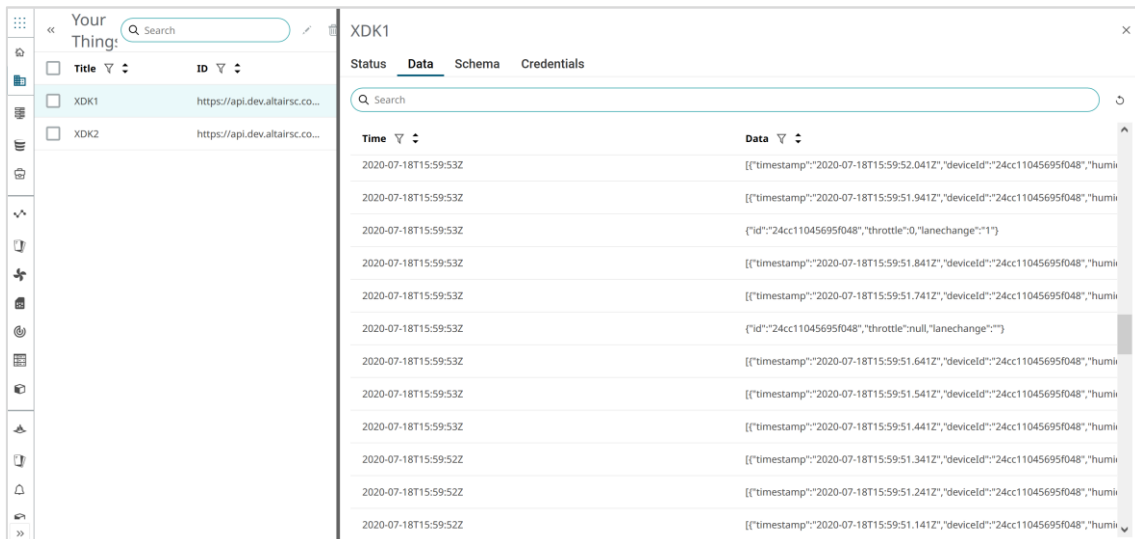 Your
Things
Search
Title
ID
XDK1
https://api.dev.altairsc.co...
XDK2
https://api.dev.altairsc.co...
XDK1
Status Data Schema Credentials
Search
Time Data
2020-07-18T15:59:53Z [{"timestamp":"2020-07-18T15:59:52.041Z","deviceId":"24cc11045695f048","humi
2020-07-18T15:59:53Z [{"timestamp":"2020-07-18T15:59:51.941Z","deviceId":"24cc11045695f048","humi
2020-07-18T15:59:53Z {"id":"24cc11045695f048","throttle":0,"lanechange":"1"}
2020-07-18T15:59:53Z [{"timestamp":"2020-07-18T15:59:51.841Z","deviceId":"24cc11045695f048","humi
2020-07-18T15:59:53Z [{"timestamp":"2020-07-18T15:59:51.741Z","deviceId":"24cc11045695f048","humi
2020-07-18T15:59:53Z {"id":"24cc11045695f048","throttle":null,"lanechange":""}
2020-07-18T15:59:53Z [{"timestamp":"2020-07-18T15:59:51.641Z","deviceId":"24cc11045695f048","humi
2020-07-18T15:59:53Z [{"timestamp":"2020-07-18T15:59:51.541Z","deviceId":"24cc11045695f048","humi
2020-07-18T15:59:53Z [{"timestamp":"2020-07-18T15:59:51.441Z","deviceId":"24cc11045695f048","humi
2020-07-18T15:59:52Z [{"timestamp":"2020-07-18T15:59:51.341Z","deviceId":"24cc11045695f048","humi
2020-07-18T15:59:52Z [{"timestamp":"2020-07-18T15:59:51.241Z","deviceId":"24cc11045695f048","humi
2020-07-18T15:59:52Z [{"timestamp":"2020-07-18T15:59:51.141Z","deviceId":"24cc11045695f048","humi